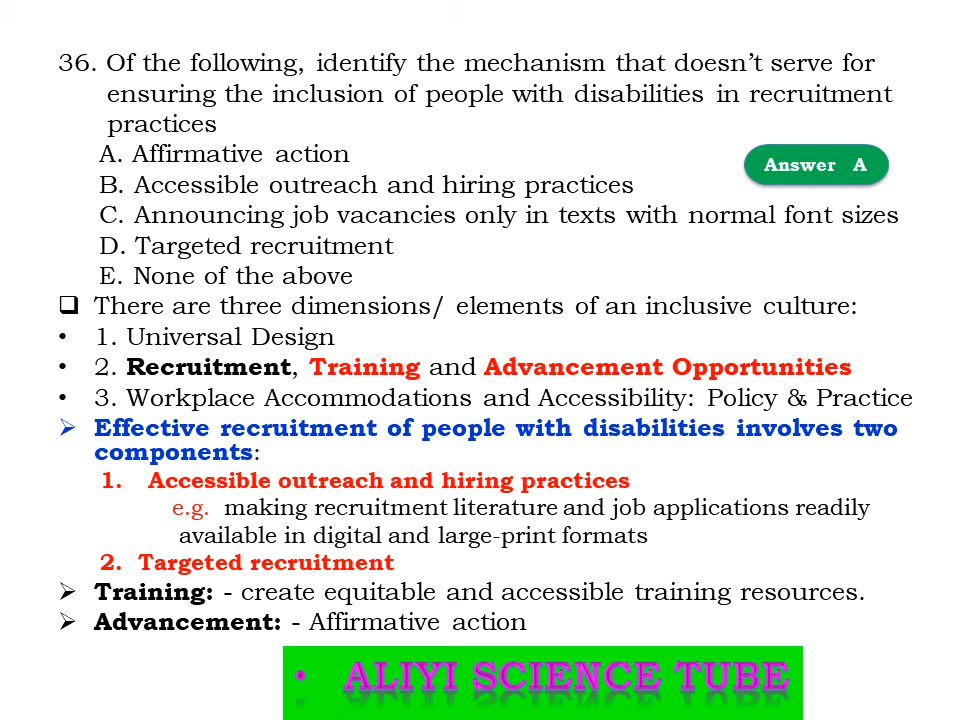 36. Of the following, identify the mechanism that doesn’t serve for
ensuring the inclusion of people with disabilities in recruitment
practices
A. Affirmative action
Answer A
B. Accessible outreach and hiring practices
C. Announcing job vacancies only in texts with normal font sizes
D. Targeted recruitment
E. None of the above
❑ There are three dimensions/ elements of an inclusive culture:
• 1. Universal Design
• 2. Recruitment, Training and Advancement Opportunities
• 3. Workplace Accommodations and Accessibility: Policy & Practice
➢ Effective recruitment of people with disabilities involves two
components:
1. Accessible outreach and hiring practices
e.g. making recruitment literature and job applications readily
available in digital and large-print formats
2. Targeted recruitment
➢ Training: - create equitable and accessible training resources.
➢ Advancement: - Affirmative action
• ALIYI SCIENCE TUBE